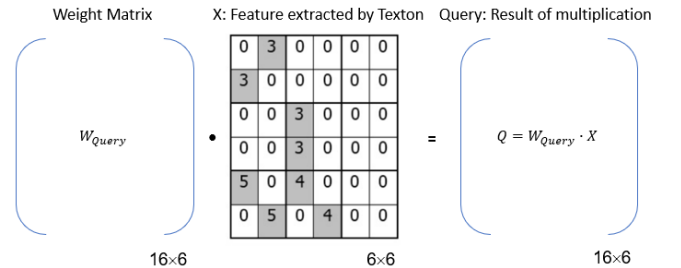 Weight Matrix X: Feature extracted by Texton Query: Result of multiplication
0 3 0 0 0 0
3 0 0 0 0 0
0 0 3 0 0 0
W_Query • 0 0 3 0 0 0 = Q = W_Query · X
5 0 4 0 0 0
0 5 0 4 0 0
16×6 6×6 16×6